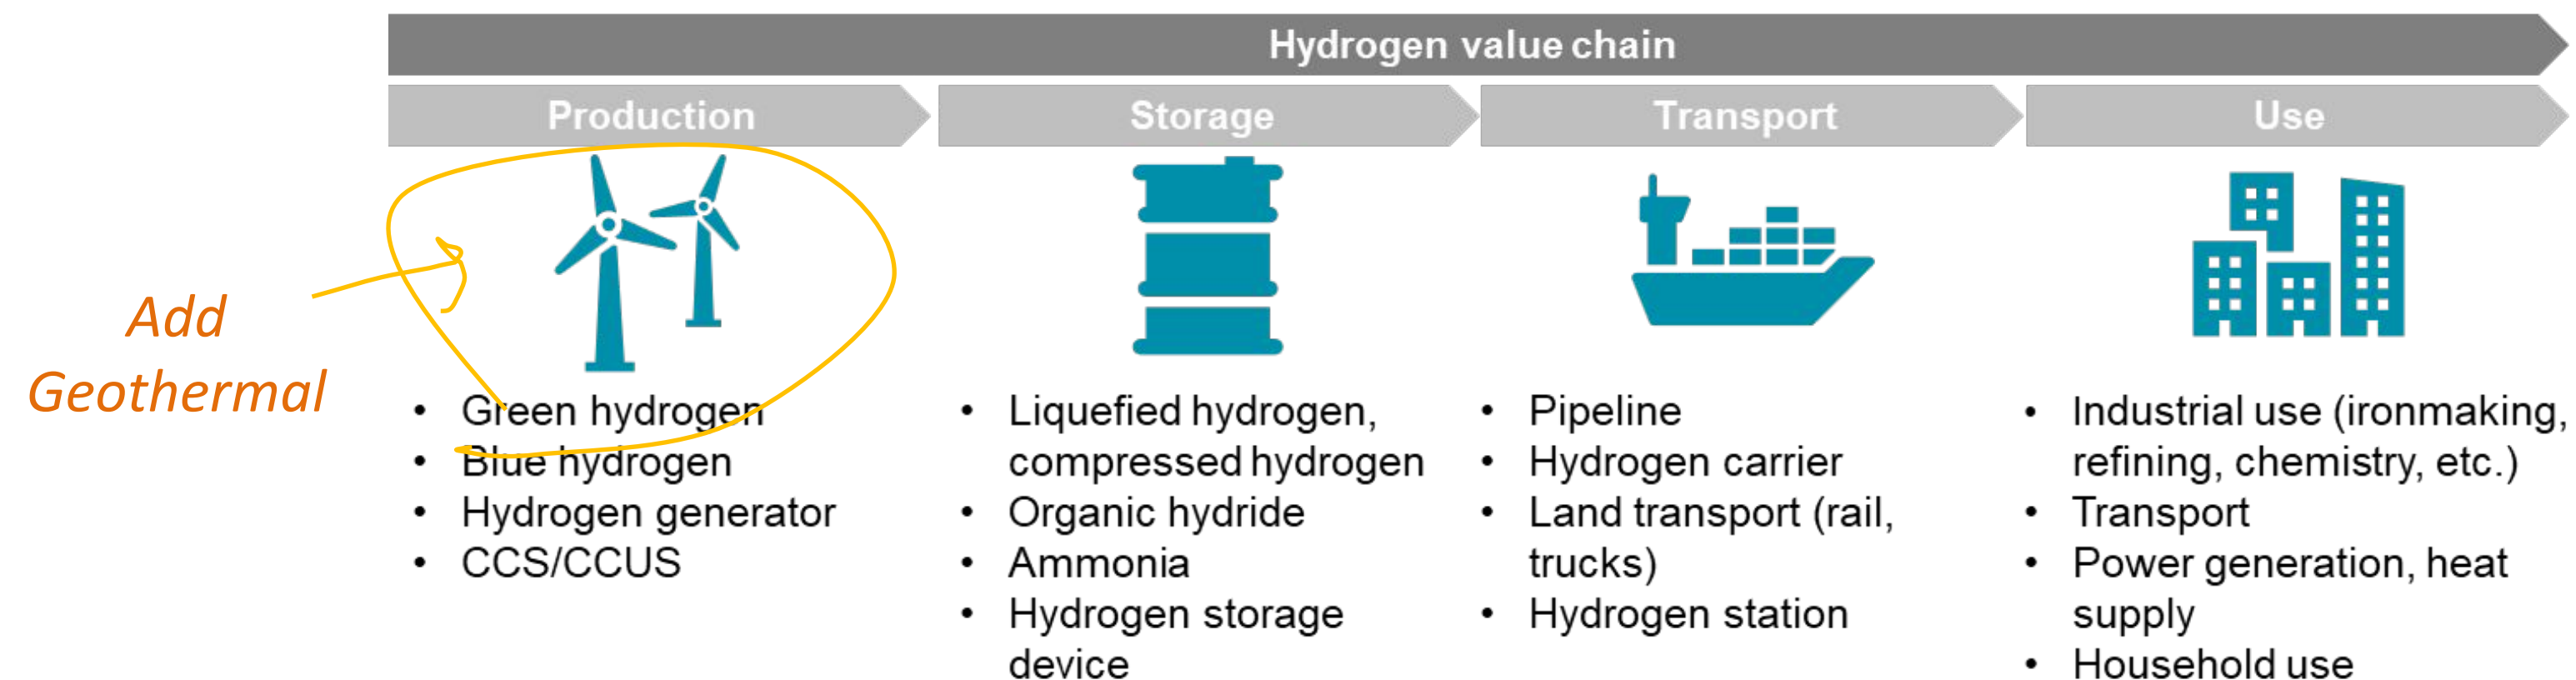 Hydrogen value chain
Production
Storage
Transport
Use
Add
Geothermal
• Green hydrogen
• Blue hydrogen
• Hydrogen generator
• CCS/CCUS
• Liquefied hydrogen,
compressed hydrogen
• Organic hydride
• Ammonia
• Hydrogen storage
device
• Pipeline
• Hydrogen carrier
• Land transport (rail,
trucks)
• Hydrogen station
• Industrial use (ironmaking,
refining, chemistry, etc.)
• Transport
• Power generation, heat
supply
• Household use